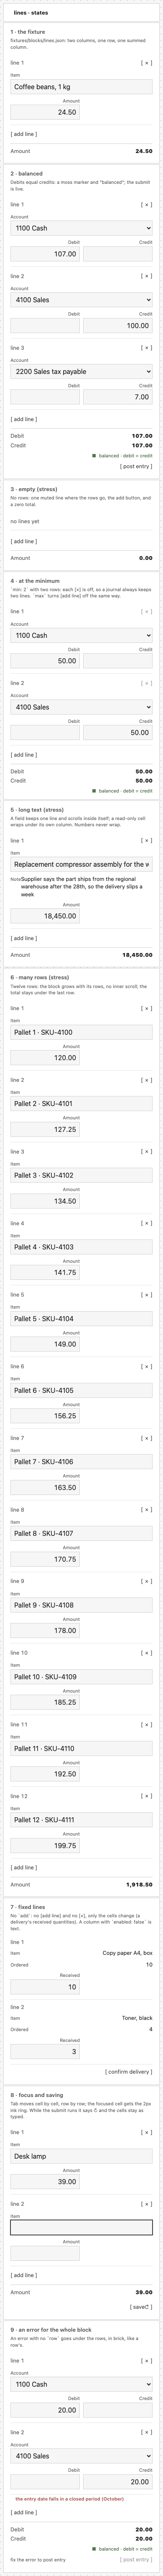 lines · states
1 · the fixture
fixtures/blocks/lines.json: two columns, one row, one summed
column.
line 1 [ × ]
Item
Coffee beans, 1 kg
Amount
24.50
[ add line ]
Amount 24.50
2 · balanced
Debits equal credits: a moss marker and "balanced", the submit
is live.
line 1 [ × ]
Account
1100 Cash
Debit Credit
107.00
line 2 [ × ]
Account
4100 Sales
Debit Credit
100.00
line 3 [ × ]
Account
2200 Sales tax payable
Debit Credit
7.00
[ add line ]
Debit 107.00
Credit 107.00
balanced · debit = credit
[ post entry ]
3 · empty (stress)
No rows: one muted line where the rows go, the add button, and
a zero total.
no lines yet
[ add line ]
Amount 0.00
4 · at the minimum
`min: 2` with two rows: each [×] is off, so a journal always keeps
two lines. `max` turns [add line] off the same way.
line 1 [ × ]
Account
1100 Cash
Debit Credit
50.00
line 2 [ × ]
Account
4100 Sales
Debit Credit
50.00
[ add line ]
Debit 50.00
Credit 50.00
balanced · debit = credit
5 · long text (stress)
A field keeps one line and scrolls inside itself; a read-only cell
wraps under its own column. Numbers never wrap.
line 1 [ × ]
Item
Replacement compressor assembly for the
Note Supplier says the part ships from the regional
warehouse after the 28th, so the delivery slips a
week
Amount
18,450.00
[ add line ]
Amount 18,450.00
6 · many rows (stress)
Twelve rows: the block grows with its rows, no inner scroll; the
total stays under the last row.
line 1 [ × ]
Item
Pallet 1 · SKU-4100
Amount
120.00
line 2 [ × ]
Item
Pallet 2 · SKU-4101
Amount
127.25
line 3 [ × ]
Item
Pallet 3 · SKU-4102
Amount
134.50
line 4 [ × ]
Item
Pallet 4 · SKU-4103
Amount
141.75
line 5 [ × ]
Item
Pallet 5 · SKU-4104
Amount
149.00
line 6 [ × ]
Item
Pallet 6 · SKU-4105
Amount
156.25
line 7 [ × ]
Item
Pallet 7 · SKU-4106
Amount
163.50
line 8 [ × ]
Item
Pallet 8 · SKU-4107
Amount
170.75
line 9 [ × ]
Item
Pallet 9 · SKU-4108
Amount
178.00
line 10 [ × ]
Item
Pallet 10 · SKU-4109
Amount
185.25
line 11 [ × ]
Item
Pallet 11 · SKU-4110
Amount
192.50
line 12 [ × ]
Item
Pallet 12 · SKU-4111
Amount
199.75
[ add line ]
Amount 1,918.50
7 · fixed lines
No `add`: no [add line] and no [×], only the cells change (a
delivery's received quantities). A column with `enabled: false` is
text.
line 1
Item Copy paper A4, box
Ordered 10
Received
10
line 2
Item Toner, black
Ordered 4
Received
3
[ confirm delivery ]
8 · focus and saving
Tab moves cell by cell, row by row; the focused cell gets the 2px
ink ring. While the submit runs it says and the cells stay as
typed.
line 1 [ × ]
Item
Desk lamp
Amount
39.00
line 2 [ × ]
Item
Amount
[ add line ]
Amount 39.00
[ save ]
9 · an error for the whole block
An error with no `row` goes under the rows, in brick, like a
row's.
line 1 [ × ]
Account
1100 Cash
Debit Credit
20.00
line 2 [ × ]
Account
4100 Sales
Debit Credit
20.00
the entry date falls in a closed period (October)
[ add line ]
Debit 20.00
Credit 20.00
balanced · debit = credit
fix the error to post entry [ post entry ]